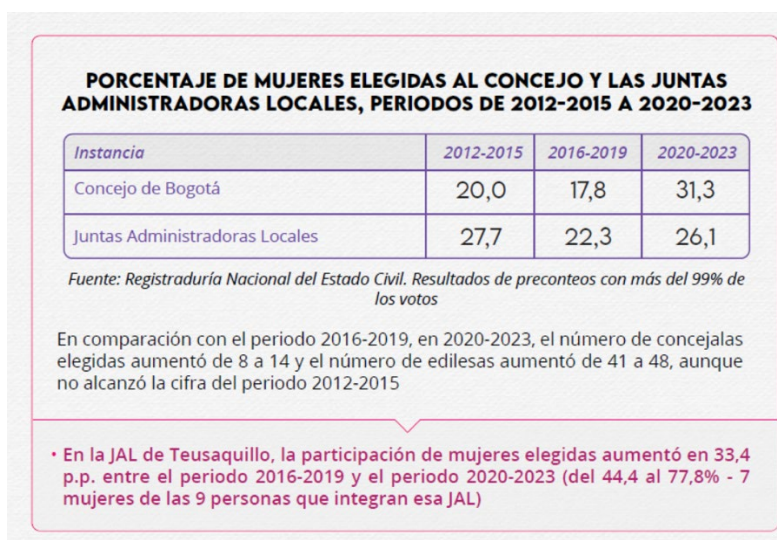 PORCENTAJE DE MUJERES ELEGIDAS AL CONCEJO Y LAS JUNTAS
ADMINISTRADORAS LOCALES, PERIODOS DE 2012-2015 A 2020-2023
Instancia 2012-2015 2016-2019 2020-2023
Concejo de Bogotá 20,0 17,8 31,3
Juntas Administradoras Locales 27,7 22,3 26,1
Fuente: Registraduría Nacional del Estado Civil. Resultados de preconteos con más del 99% de
los votos
En comparación con el periodo 2016-2019, en 2020-2023, el número de concejalas
elegidas aumentó de 8 a 14 y el número de edilesas aumentó de 41 a 48, aunque
no alcanzó la cifra del periodo 2012-2015
• En la JAL de Teusaquillo, la participación de mujeres elegidas aumentó en 33,4
p.p. entre el periodo 2016-2019 y el periodo 2020-2023 (del 44,4 al 77,8% - 7
mujeres de las 9 personas que integran esa JAL)